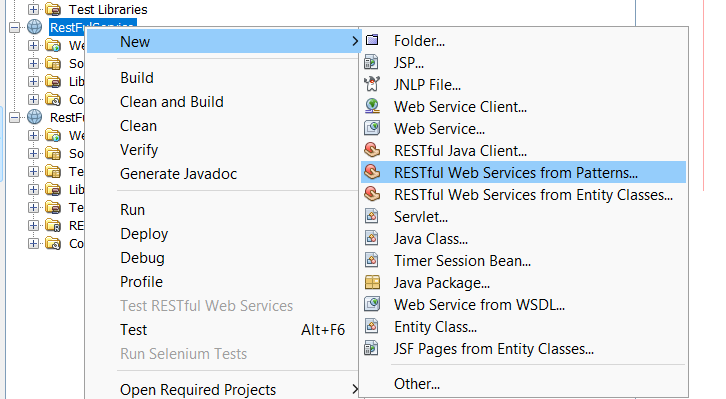 Test Libraries
RestFulService
We
So
Lib
Co
RestFu
We
So
Te
Lib
Te
RE
Co
New
Build
Clean and Build
Clean
Verify
Generate Javadoc
Run
Deploy
Debug
Profile
Test RESTful Web Services
Test Alt+F6
Run Selenium Tests
Open Required Projects
Folder...
JSP...
JNLP File...
Web Service Client...
Web Service...
RESTful Java Client...
RESTful Web Services from Patterns...
RESTful Web Services from Entity Classes...
Servlet...
Java Class...
Timer Session Bean...
Java Package...
Web Service from WSDL...
Entity Class...
JSF Pages from Entity Classes...
Other...